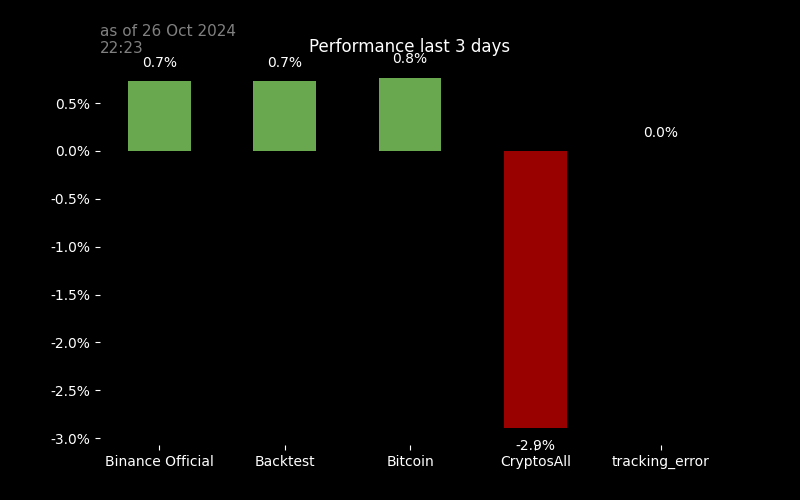 as of 26 Oct 2024
22:23
Performance last 3 days
0.7%
0.7%
0.8%
0.0%
-2.9%
0.5%
0.0%
-0.5%
-1.0%
-1.5%
-2.0%
-2.5%
-3.0%
Binance Official
Backtest
Bitcoin
CryptosAll
tracking_error